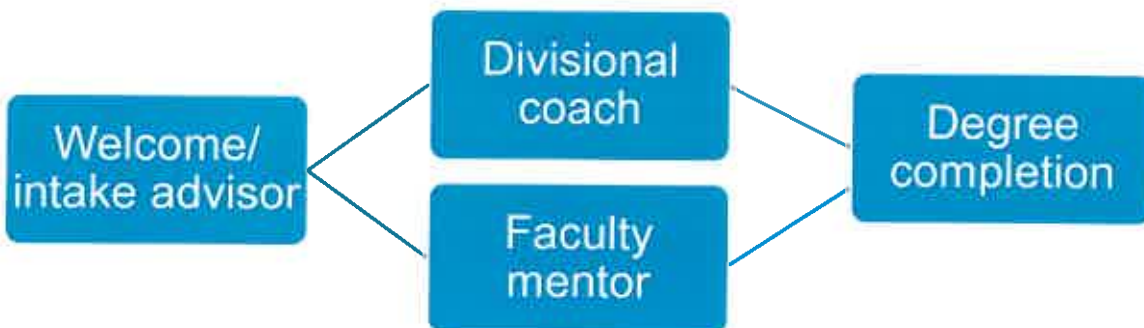 Welcome/
intake advisor
Divisional
coach
Faculty
mentor
Degree
completion